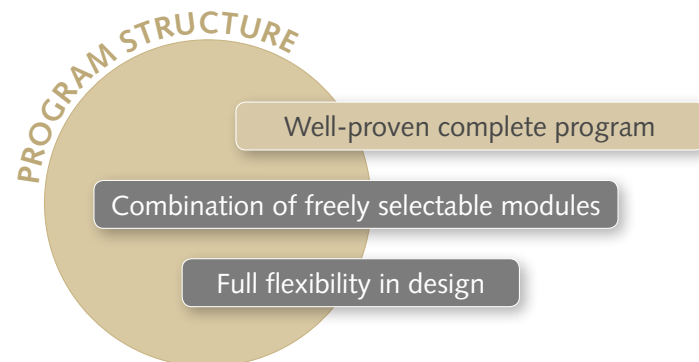 PROGRAM STRUCTURE
Well-proven complete program
Combination of freely selectable modules
Full flexibility in design